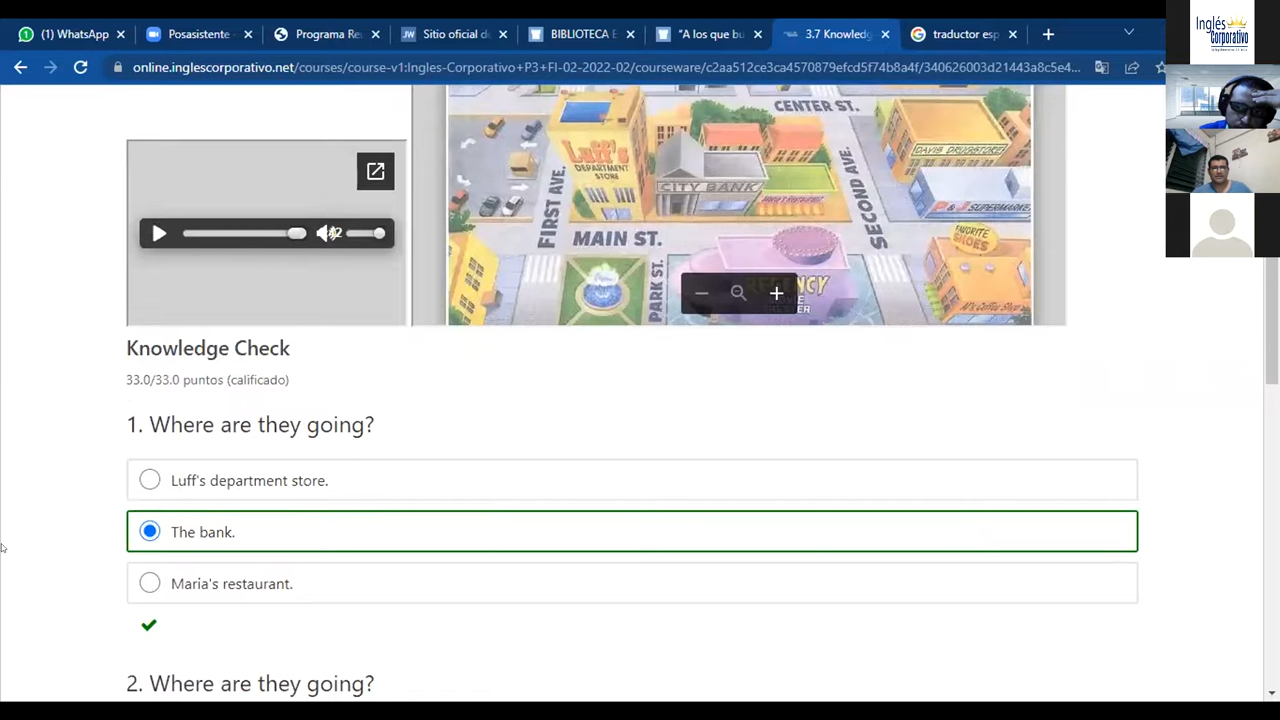 (1) WhatsApp
Posasistente -
Programa Re
Sitio oficial d
BIBLIOTECA E
"A los que bu
3.7 Knowledg
traductor esp
online.inglescorporativo.net/courses/course-v1:Ingles-Corporativo+P3+H-02-2022-02/courseware/c2aa512ce3ca4570879efcd5f74b8a4f/340626003d21443a8c5e4...
Inglés
Corporativo
CENTER ST.
Luff's
DEPARTMENT
STORE
CITY BANK
DAVIS DRUGSTORE
P & J SUPERMARKE
FIRST AVE.
SECOND AVE.
MAIN ST.
PARK ST.
FAVORITE
SHOES
Knowledge Check
33.0/33.0 puntos (calificado)
1. Where are they going?
Luff's department store.
The bank.
Maria's restaurant.
2. Where are they going?